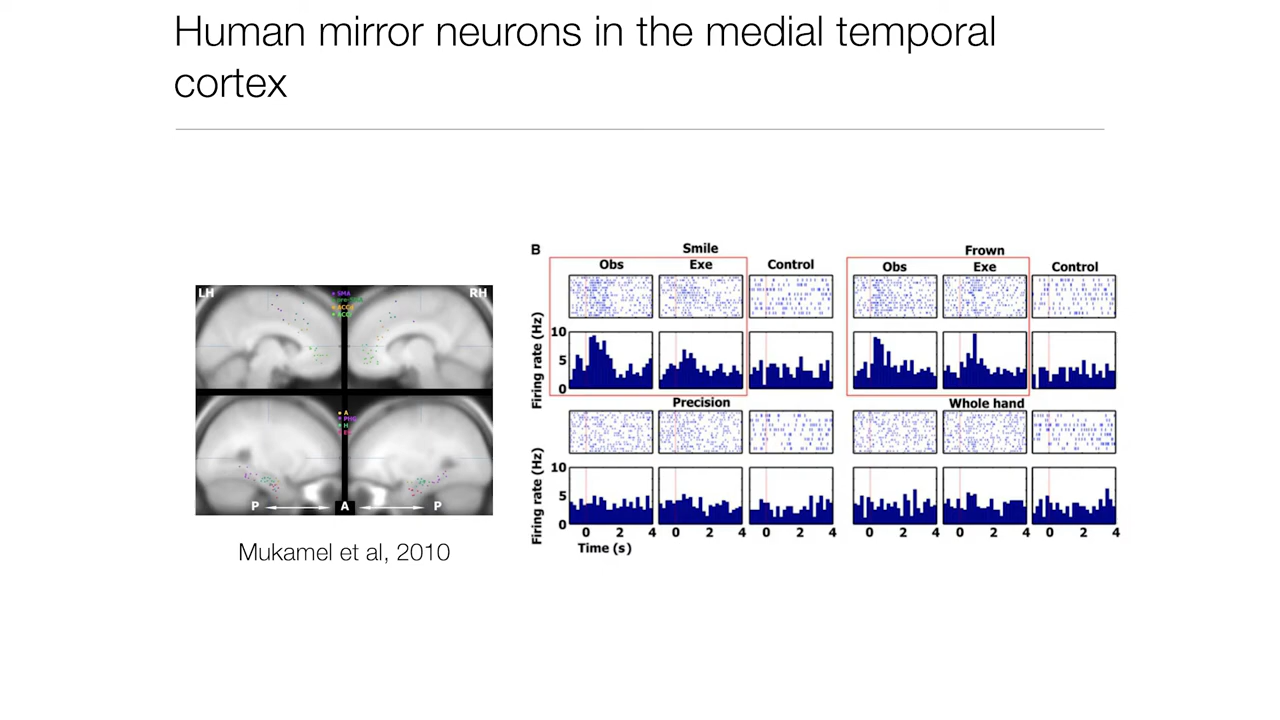 Human mirror neurons in the medial temporal
cortex
LH
RH
SMA
ACC
A
H
P
A
P
Mukamel et al, 2010
B
Smile
Frown
Obs
Exe
Control
Obs
Exe
Control
Firing rate (Hz)
10
5
0
Precision
Whole hand
Firing rate (Hz)
10
5
0
0 2 4 0 2 4 0 2 4 0 2 4 0 2 4 0 2 4
Time (s)